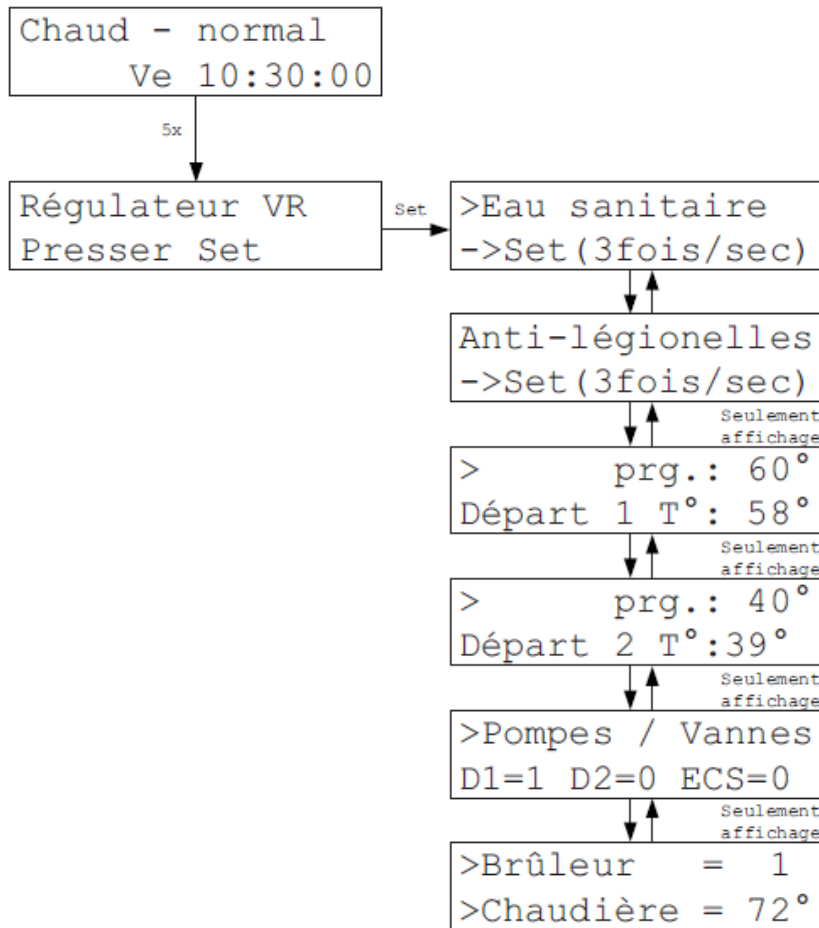 Chaud - normal
Ve 10:30:00
5x
Régulateur VR
Presser Set
Set
>Eau sanitaire
->Set(3fois/sec)
Anti-légionelles
->Set(3fois/sec)
Seulement
affichage
> prg.: 60°
Départ 1 T°: 58°
Seulement
affichage
> prg.: 40°
Départ 2 T°:39°
Seulement
affichage
>Pompes / Vannes
D1=1 D2=0 ECS=0
Seulement
affichage
>Brûleur = 1
>Chaudière = 72°